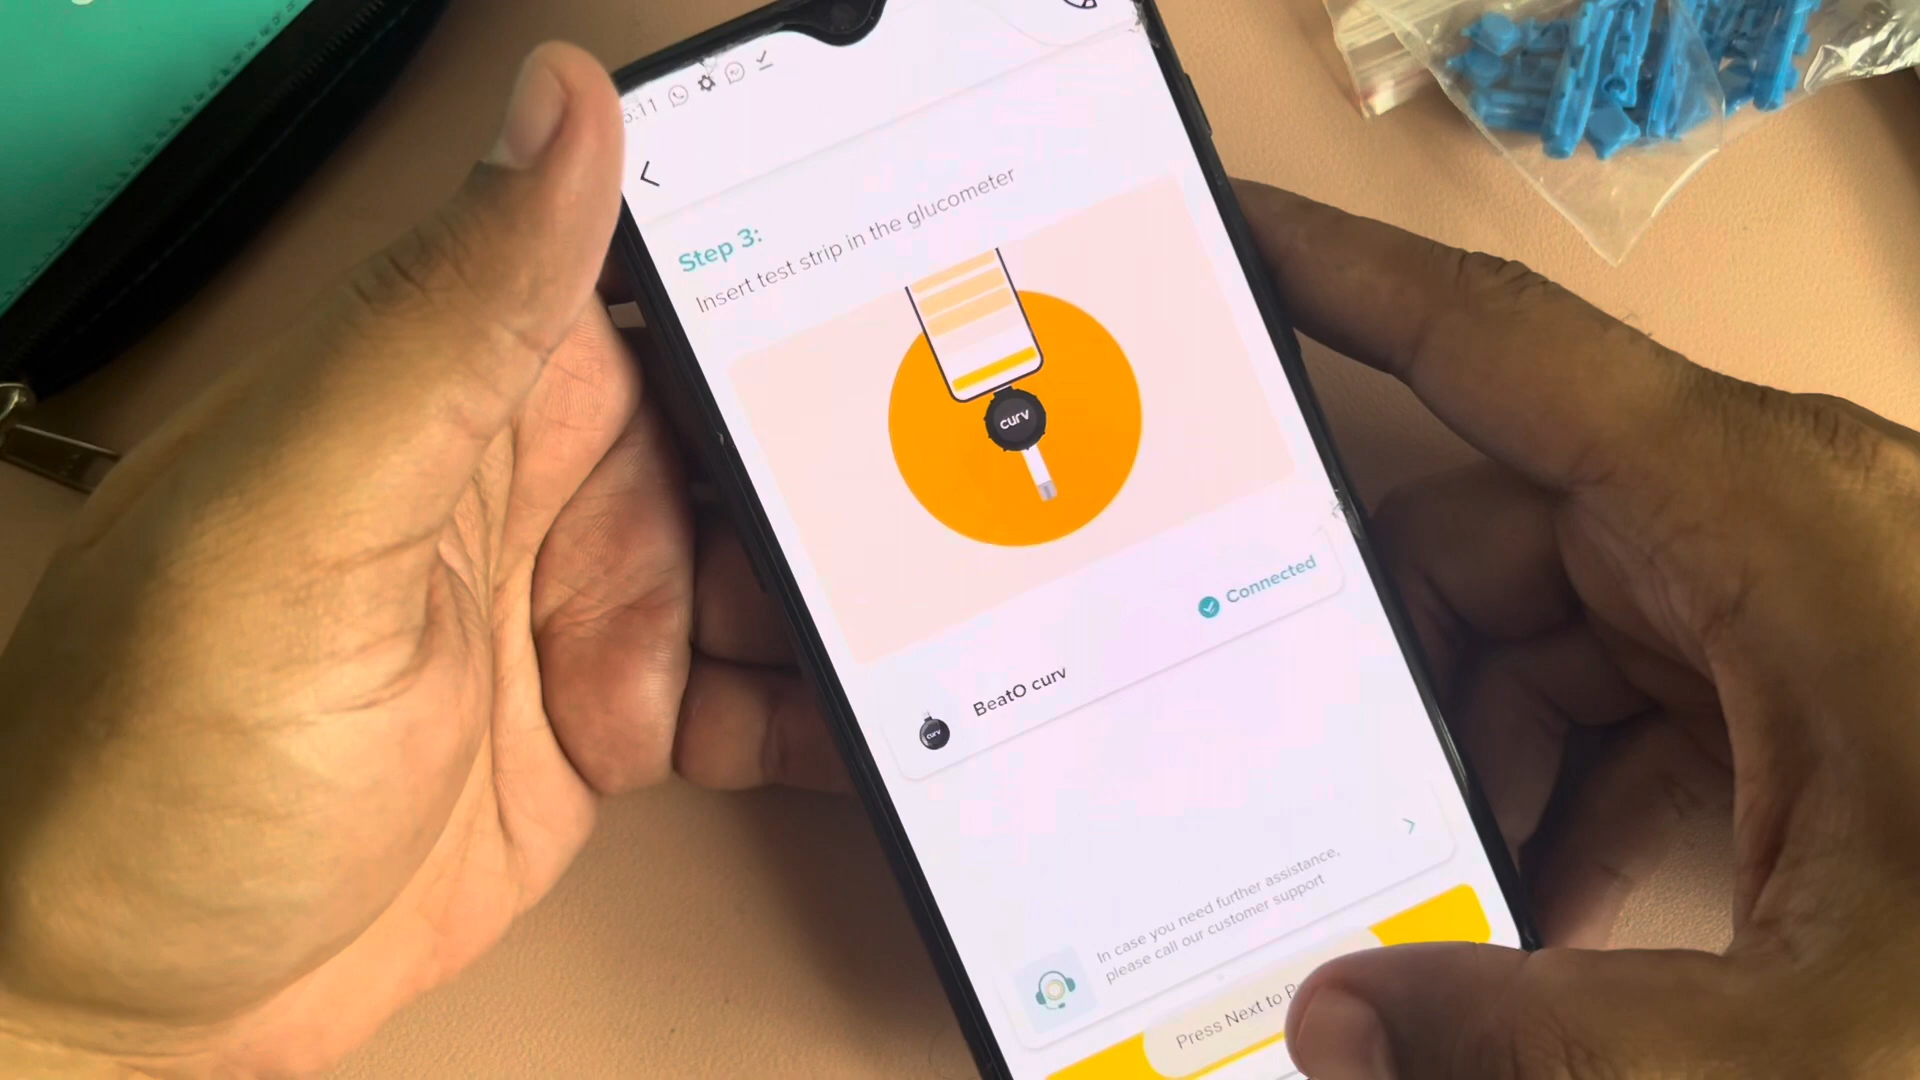 5:11
Step 3:
Insert test strip in the glucometer
curv
Connected
BeatO curv
curv
In case you need further assistance,
please call our customer support
Press Next to